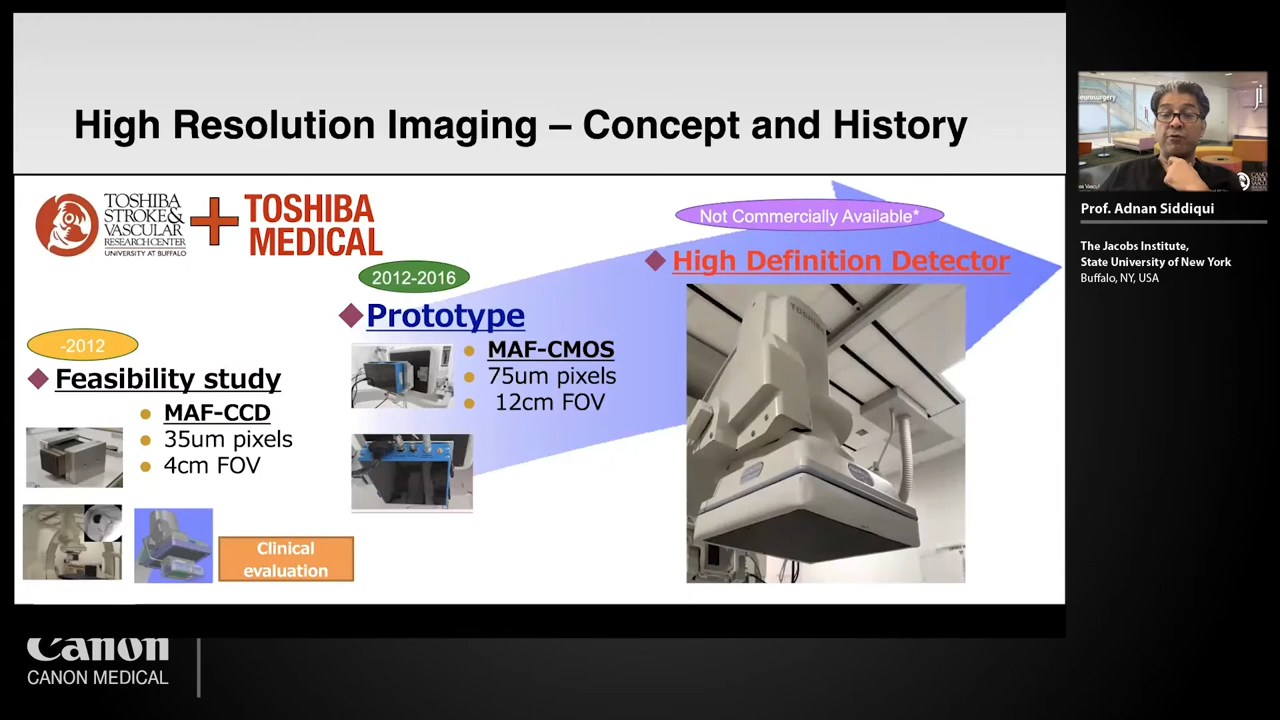 High Resolution Imaging – Concept and History
TOSHIBA
STROKE &
VASCULAR
RESEARCH CENTER
UNIVERSITY AT BUFFALO
TOSHIBA
MEDICAL
-2012
Feasibility study
MAF-CCD
35um pixels
4cm FOV
Clinical
evaluation
2012-2016
Prototype
MAF-CMOS
75um pixels
12cm FOV
Not Commercially Available*
High Definition Detector
TOSHIBA
Canon
CANON MEDICAL
ji
Prof. Adnan Siddiqui
The Jacobs Institute,
State University of New York
Buffalo, NY, USA